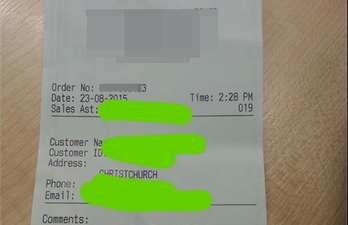 Order No: 83
Date: 23-08-2015 Time: 2:28 PM
Sales Ast: 019
Customer Na
Customer ID
Address:
CHRISTCHURCH
Phone:
Email:
Comments: